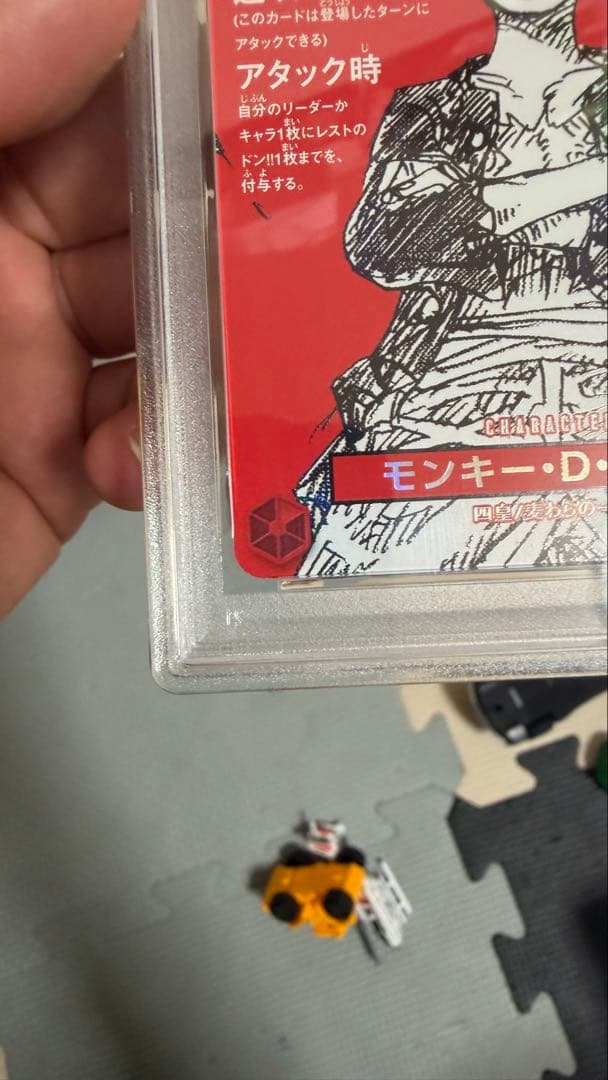 (このカードは登場したターンに
アタックできる)
アタック時
自分のリーダーか
キャラ1枚にレストの
ドン!!1枚までを、
付与する。
CHARACTE
モンキー・D・
四皇/麦わらの一